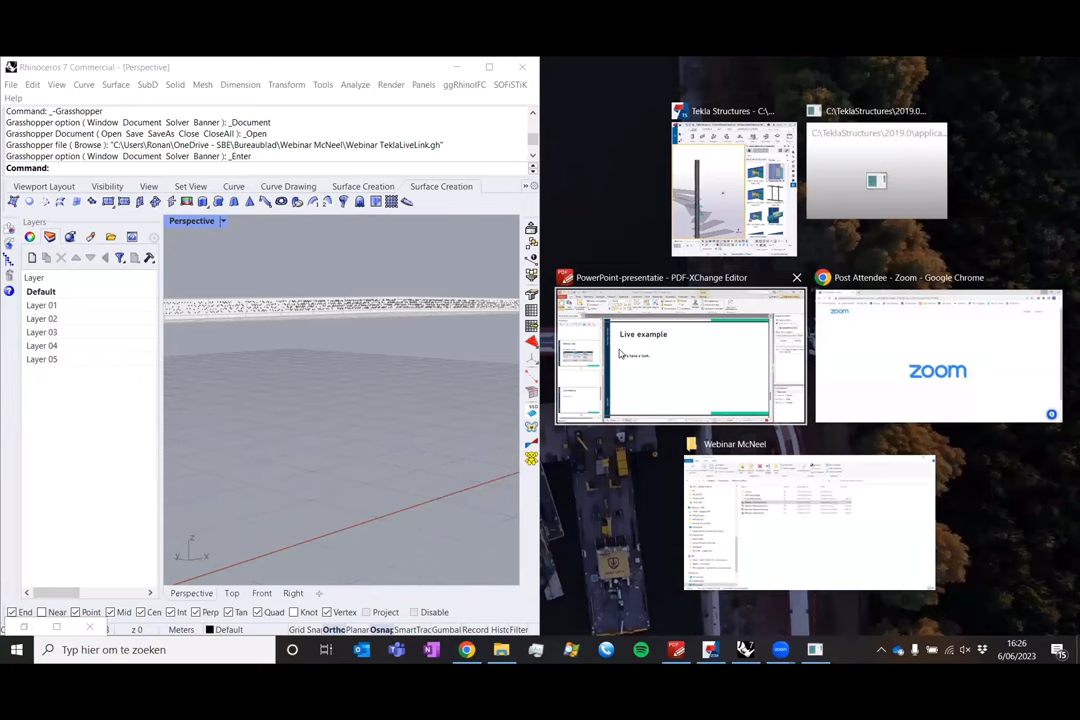 Rhinoceros 7 Commercial - [Perspective]
File Edit View Curve Surface SubD Solid Mesh Dimension Transform Tools Analyze Render Panels ggRhinoIFC SOFiSTiK
Help
Command: _-Grasshopper
Grasshopper option ( Window Document Solver Banner ): _Document
Grasshopper Document ( Open Save SaveAs Close CloseAll ): _Open
Grasshopper file ( Browse ): "C:\Users\Ronan\OneDrive - SBE\Bureaublad\Webinar McNeel\Webinar TeklaLiveLink.gh"
Grasshopper option ( Window Document Solver Banner ): _Enter
Command:
Viewport Layout Visibility View Set View Curve Curve Drawing Surface Creation Surface Creation
Layers
Perspective
Layer
Default
Layer 01
Layer 02
Layer 03
Layer 04
Layer 05
z
y x
Perspective Top Front Right
End Near Point Mid Cen Int Perp Tan Quad Knot Vertex Project Disable
z 0 Meters Default Grid Snap Ortho Planar Osnap SmartTrac Gumbal Record Histo Filter
Tekla Structures - C:\...
C:\TeklaStructures\2019.0...
C:\TeklaStructures\2019.0\applica...
PowerPoint-presentatie - PDF-XChange Editor
Live example
Post Attendee - Zoom - Google Chrome
zoom
zoom
Webinar McNeel
Typ hier om te zoeken
16:26
6/06/2023
15